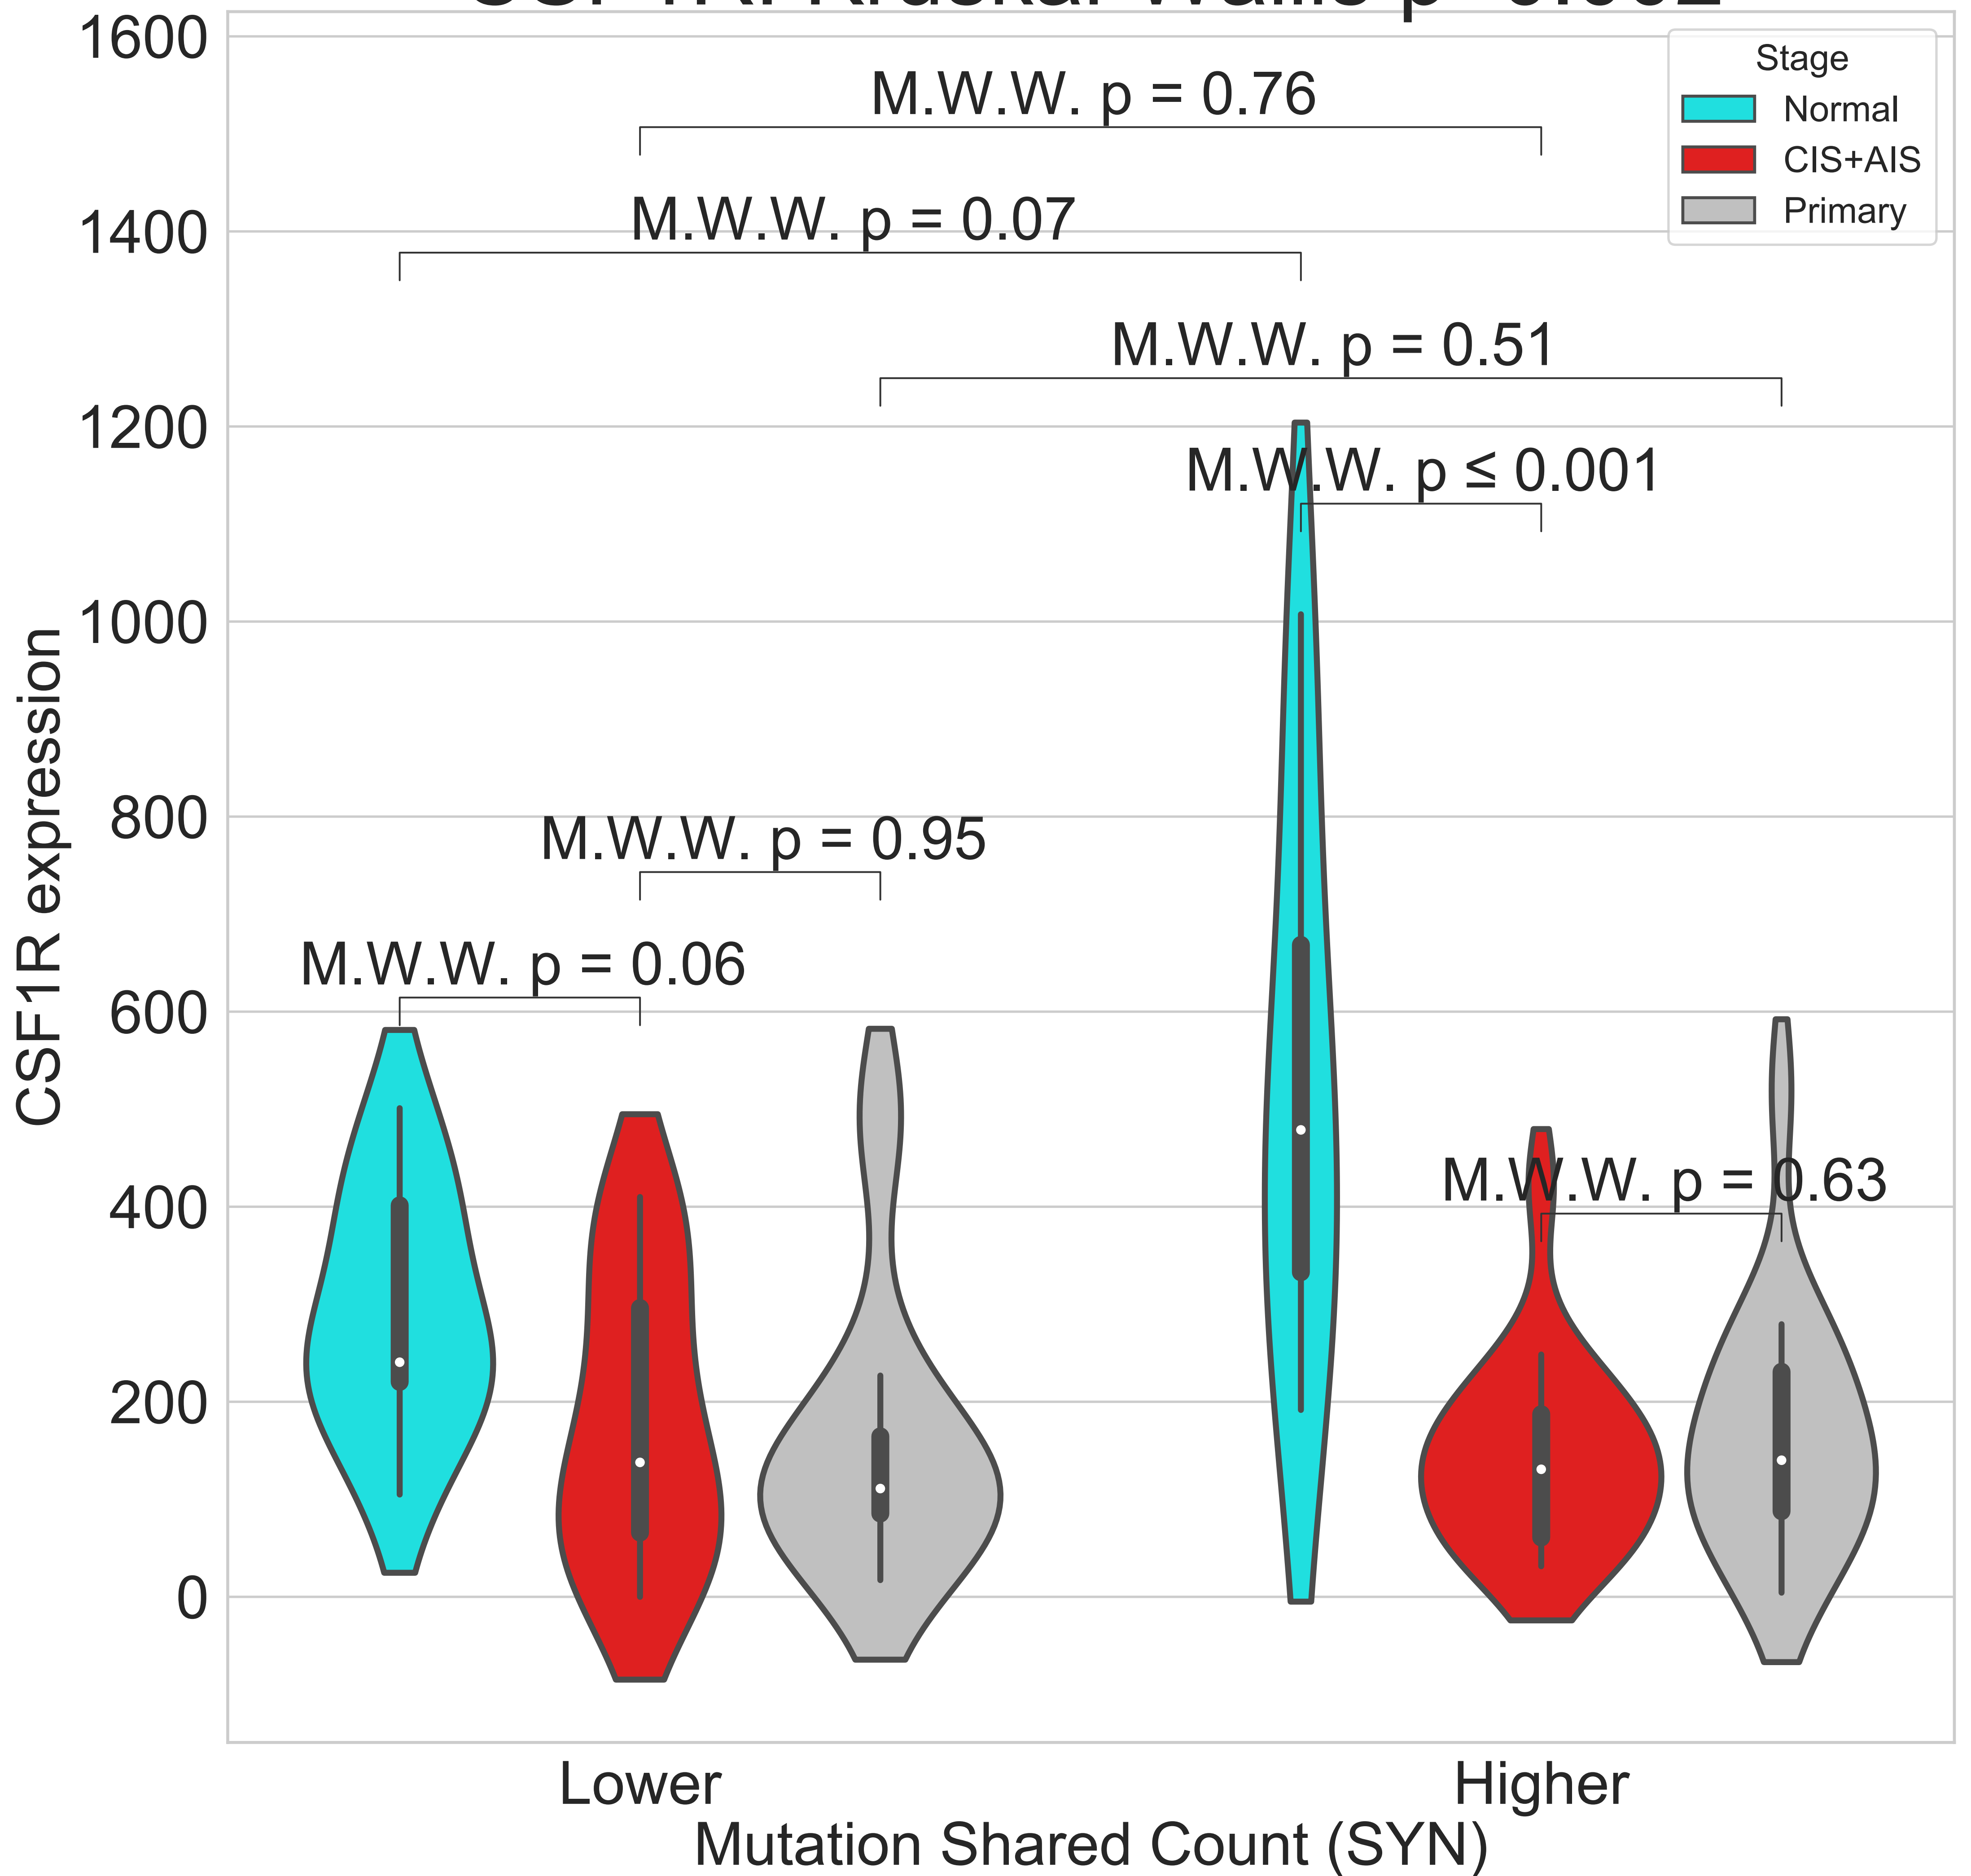 1600
1400
1200
1000
800
600
400
200
0
CSF1R expression
Stage
Normal
CIS+AIS
Primary
M.W.W. p = 0.76
M.W.W. p = 0.07
M.W.W. p = 0.51
M.W.W. p ≤ 0.001
M.W.W. p = 0.95
M.W.W. p = 0.06
M.W.W. p = 0.63
Lower
Higher
Mutation Shared Count (SYN)